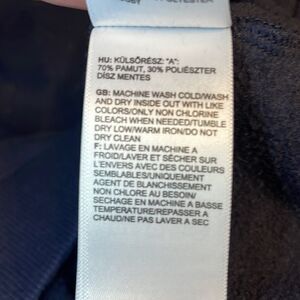 HU: KÜLSŐRÉSZ: "A":
70% PAMUT, 30% POLIÉSZTER
DÍSZ MENTES
GB: MACHINE WASH COLD/WASH
AND DRY INSIDE OUT WITH LIKE
COLORS/ONLY NON CHLORINE
BLEACH WHEN NEEDED/TUMBLE
DRY LOW/WARM IRON/DO NOT
DRY CLEAN
F: LAVAGE EN MACHINE A
FROID/LAVER ET SÉCHER SUR
L'ENVERS AVEC DES COULEURS
SEMBLABLES/UNIQUEMENT
AGENT DE BLANCHISSEMENT
NON CHLORE AU BESOIN/
SECHAGE EN MACHINE A BASSE
TEMPERATURE/REPASSER A
CHAUD/NE PAS LAVER A SEC